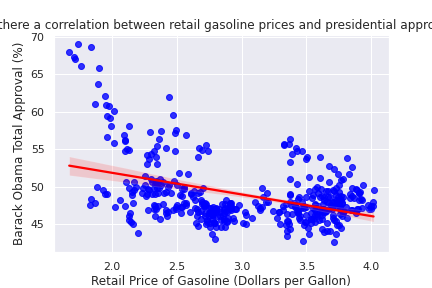 there a correlation between retail gasoline prices and presidential
70
65
60
55
50
45
Barack Obama Total Approval (%)
2.0 2.5 3.0 3.5 4.0
Retail Price of Gasoline (Dollars per Gallon)